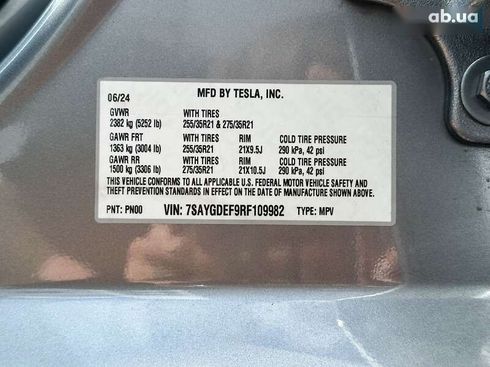 ab.ua
MFD BY TESLA, INC.
06/24
GVWR WITH TIRES
2382 kg (5252 lb) 255/35R21 & 275/35R21
GAWR FRT WITH TIRES RIM COLD TIRE PRESSURE
1363 kg (3004 lb) 255/35R21 21X9.5J 290 kPa, 42 psi
GAWR RR WITH TIRES RIM COLD TIRE PRESSURE
1500 kg (3306 lb) 275/35R21 21X10.5J 290 kPa, 42 psi
THIS VEHICLE CONFORMS TO ALL APPLICABLE U.S. FEDERAL MOTOR VEHICLE SAFETY AND
THEFT PREVENTION STANDARDS IN EFFECT ON THE DATE OF MANUFACTURE SHOWN ABOVE.
PNT: PN00 VIN: 7SAYGDEF9RF109982 TYPE: MPV